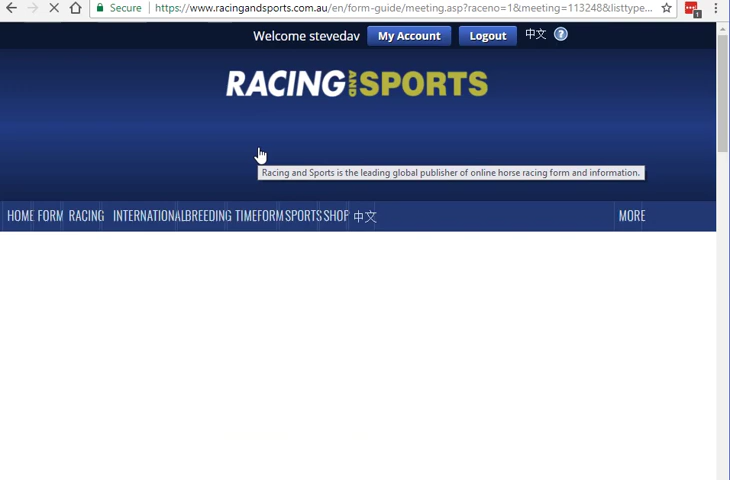 Secure https://www.racingandsports.com.au/en/form-guide/meeting.asp?raceno=1&meeting=113248&listtype...
1
Welcome stevedav My Account Logout 中文 ?
RACING AND SPORTS
Racing and Sports is the leading global publisher of online horse racing form and information.
HOME FORM RACING INTERNATIONAL BREEDING TIMEFORM SPORTS SHOP 中文 MORE